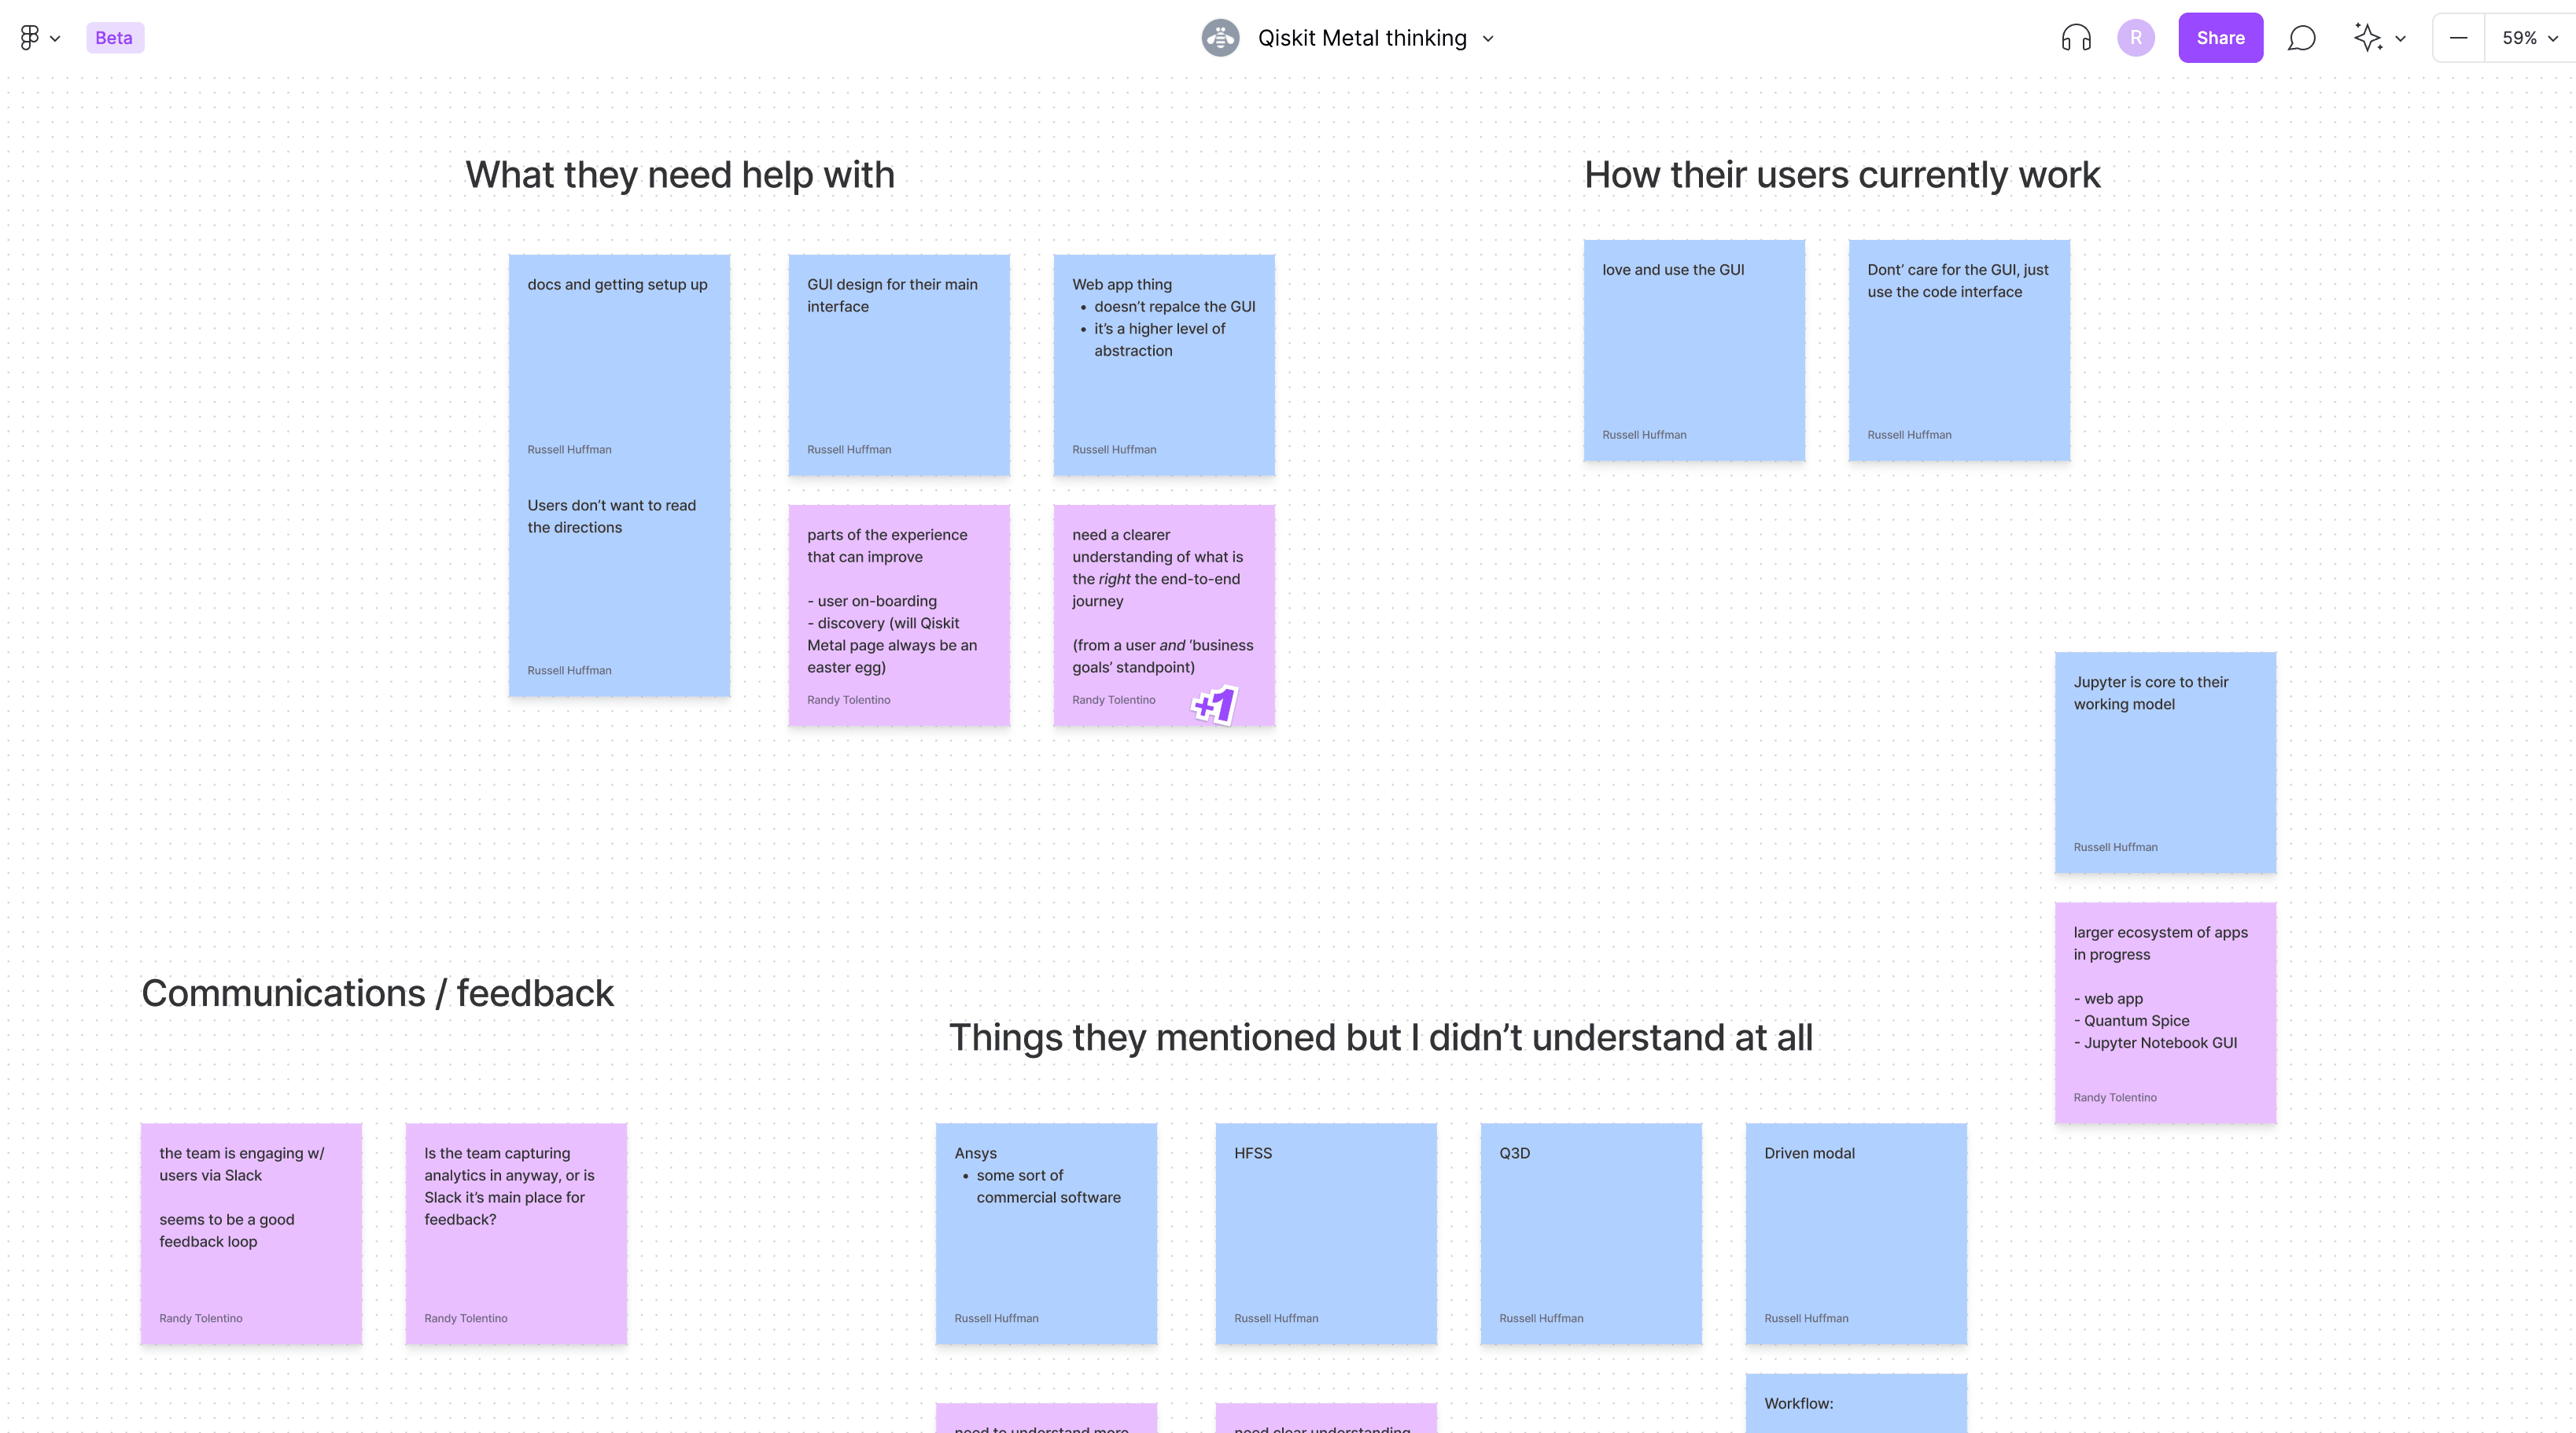 Beta
Qiskit Metal thinking
R
Share
59%
What they need help with
docs and getting setup up
Russell Huffman
Users don’t want to read
the directions
Russell Huffman
GUI design for their main
interface
Russell Huffman
Web app thing
• doesn’t repalce the GUI
• it’s a higher level of
abstraction
Russell Huffman
parts of the experience
that can improve
- user on-boarding
- discovery (will Qiskit
Metal page always be an
easter egg)
Randy Tolentino
need a clearer
understanding of what is
the right the end-to-end
journey
(from a user and ‘business
goals’ standpoint)
Randy Tolentino
+1
How their users currently work
love and use the GUI
Russell Huffman
Dont’ care for the GUI, just
use the code interface
Russell Huffman
Jupyter is core to their
working model
Russell Huffman
larger ecosystem of apps
in progress
- web app
- Quantum Spice
- Jupyter Notebook GUI
Randy Tolentino
Communications / feedback
the team is engaging w/
users via Slack
seems to be a good
feedback loop
Randy Tolentino
Is the team capturing
analytics in anyway, or is
Slack it’s main place for
feedback?
Randy Tolentino
Things they mentioned but I didn’t understand at all
Ansys
• some sort of
commercial software
Russell Huffman
HFSS
Russell Huffman
Q3D
Russell Huffman
Driven modal
Russell Huffman
need to understand more
need clear understanding
Workflow: